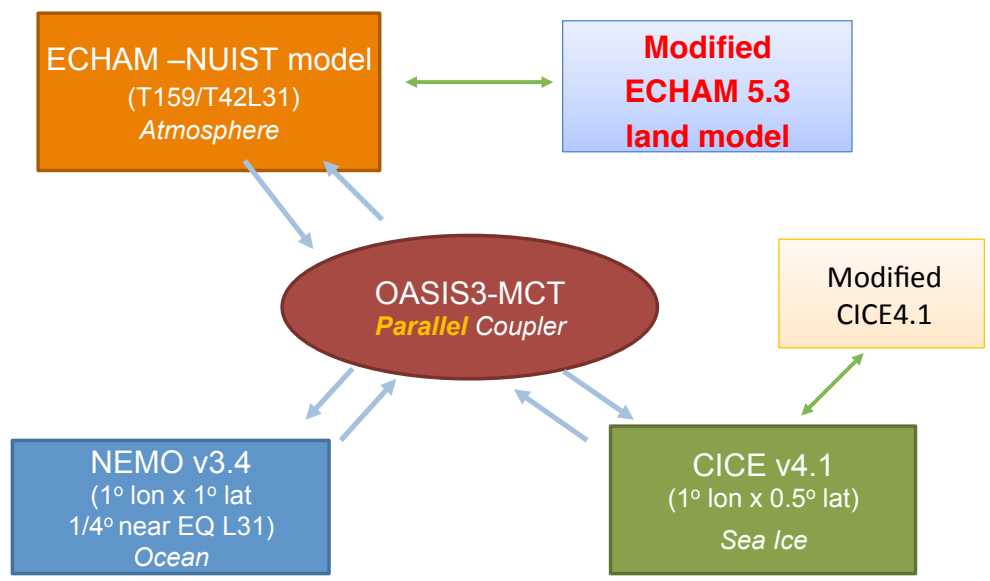 ECHAM –NUIST model
(T159/T42L31)
Atmosphere
Modified
ECHAM 5.3
land model
OASIS3-MCT
Parallel Coupler
Modified
CICE4.1
NEMO v3.4
(1º lon x 1º lat
1/4º near EQ L31)
Ocean
CICE v4.1
(1º lon x 0.5º lat)
Sea Ice